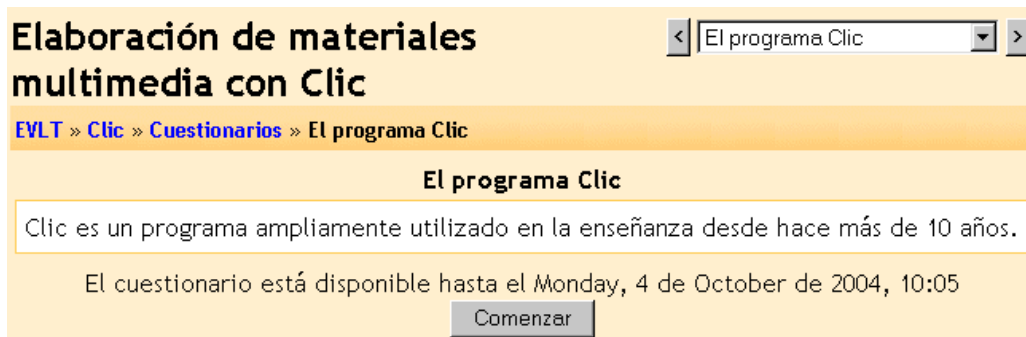 Elaboración de materiales
multimedia con Clic
< El programa Clic >
EVLT » Clic » Cuestionarios » El programa Clic
El programa Clic
Clic es un programa ampliamente utilizado en la enseñanza desde hace más de 10 años.
El cuestionario está disponible hasta el Monday, 4 de October de 2004, 10:05
Comenzar